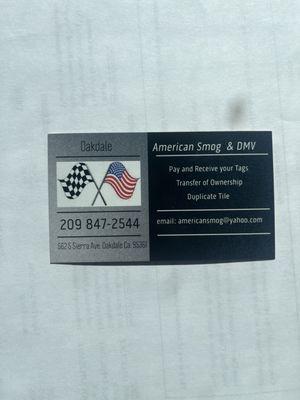 Oakdale
209 847-2544
562 S Sierra Ave. Oakdale Ca. 95361
American Smog & DMV
Pay and Receive your Tags
Transfer of Ownership
Duplicate Tile
email: americansmog@yahoo.com